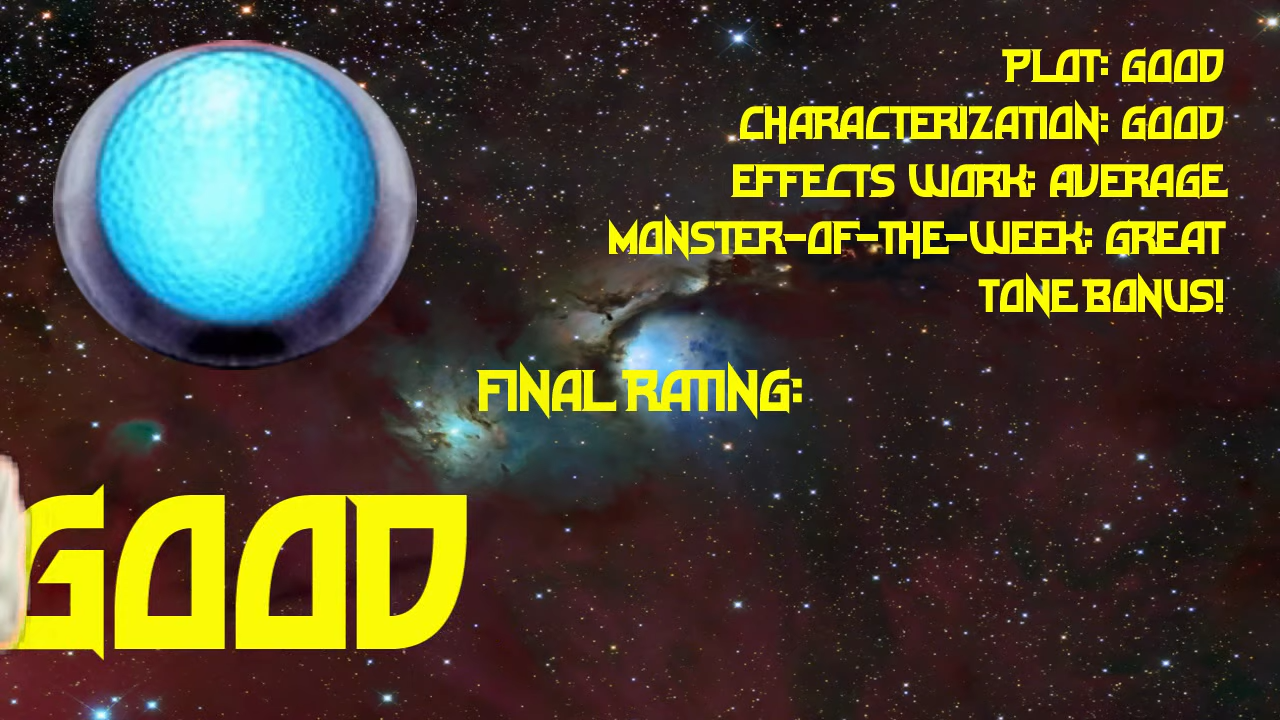 PLOT: GOOD
CHARACTERIZATION: GOOD
EFFECTS WORK: AVERAGE
MONSTER-OF-THE-WEEK: GREAT
TONE BONUS!
FINAL RATING:
GOOD